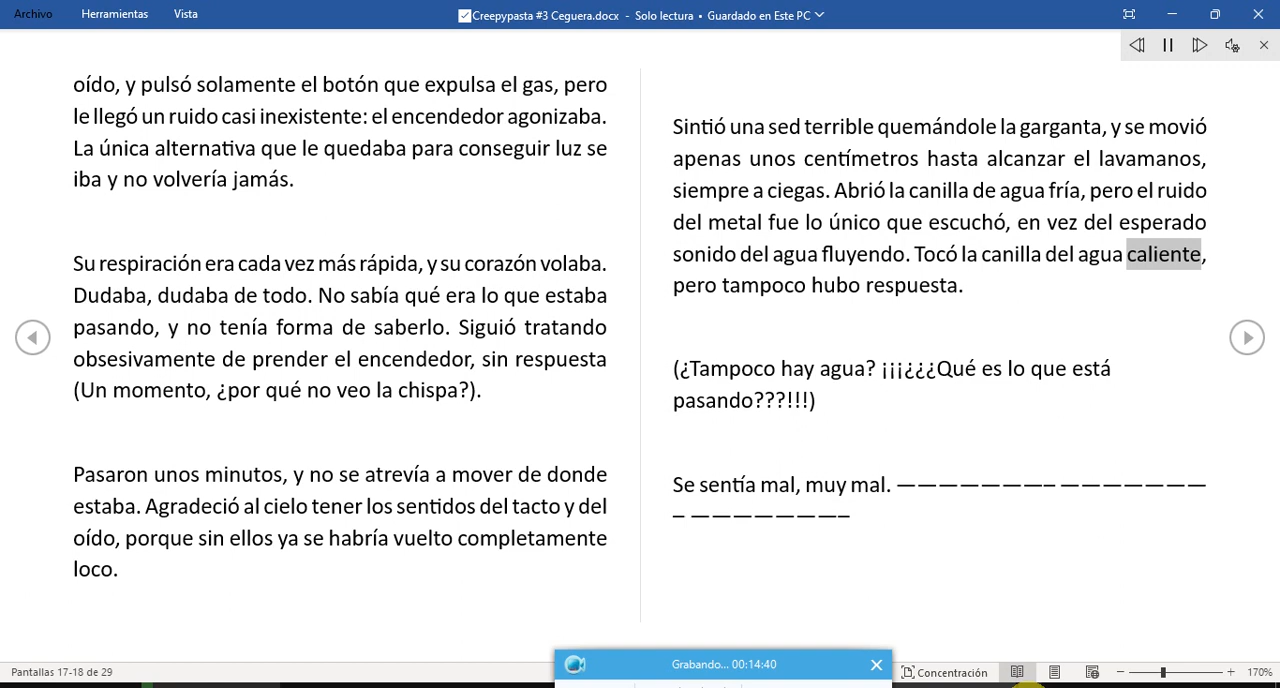 Archivo Herramientas Vista
Creepypasta #3 Ceguera.docx - Solo lectura • Guardado en Este PC
oído, y pulsó solamente el botón que expulsa el gas, pero
le llegó un ruido casi inexistente: el encendedor agonizaba.
La única alternativa que le quedaba para conseguir luz se
iba y no volvería jamás.
Su respiración era cada vez más rápida, y su corazón volaba.
Dudaba, dudaba de todo. No sabía qué era lo que estaba
pasando, y no tenía forma de saberlo. Siguió tratando
obsesivamente de prender el encendedor, sin respuesta
(Un momento, ¿por qué no veo la chispa?).
Pasaron unos minutos, y no se atrevía a mover de donde
estaba. Agradeció al cielo tener los sentidos del tacto y del
oído, porque sin ellos ya se habría vuelto completamente
loco.
Sintió una sed terrible quemándole la garganta, y se movió
apenas unos centímetros hasta alcanzar el lavamanos,
siempre a ciegas. Abrió la canilla de agua fría, pero el ruido
del metal fue lo único que escuchó, en vez del esperado
sonido del agua fluyendo. Tocó la canilla del agua caliente,
pero tampoco hubo respuesta.
(¿Tampoco hay agua? ¡¡¡¿¿¿Qué es lo que está
pasando???!!!)
Se sentía mal, muy mal. ———————– ———————
– ———————–
Pantallas 17-18 de 29
Grabando... 00:14:40
Concentración
170%